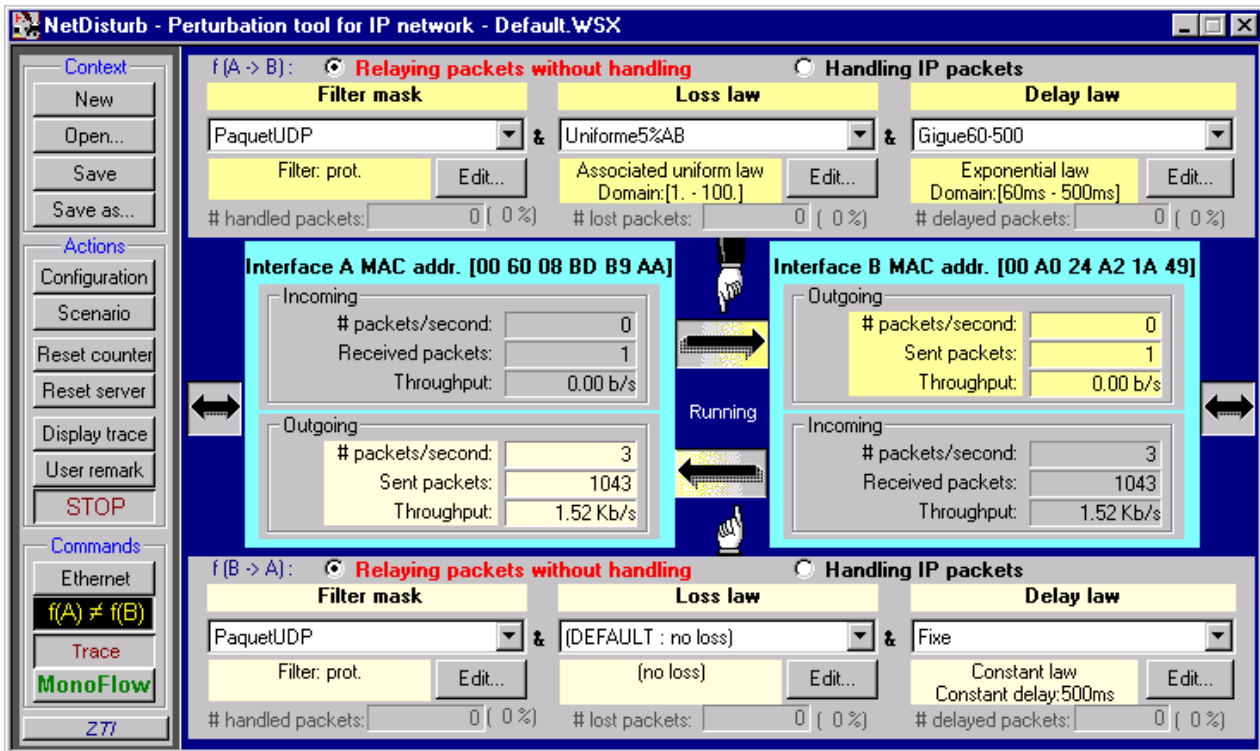 NetDisturb - Perturbation tool for IP network - Default.WSX
Context
New
Open...
Save
Save as...
Actions
Configuration
Scenario
Reset counter
Reset server
Display trace
User remark
STOP
Commands
Ethernet
f(A) ≠ f(B)
Trace
MonoFlow
ZTI
f (A -> B) : Relaying packets without handling Handling IP packets
Filter mask Loss law Delay law
PaquetUDP & Uniforme5%AB & Gigue60-500
Filter: prot. Edit... Associated uniform law Edit... Exponential law Edit...
Domain:[1. - 100.] Domain:[60ms - 500ms]
# handled packets: 0 ( 0 %) # lost packets: 0 ( 0 %) # delayed packets: 0 ( 0 %)
Interface A MAC addr. [00 60 08 BD B9 AA]
Incoming
# packets/second: 0
Received packets: 1
Throughput: 0.00 b/s
Outgoing
# packets/second: 3
Sent packets: 1043
Throughput: 1.52 Kb/s
Running
Interface B MAC addr. [00 A0 24 A2 1A 49]
Outgoing
# packets/second: 0
Sent packets: 1
Throughput: 0.00 b/s
Incoming
# packets/second: 3
Received packets: 1043
Throughput: 1.52 Kb/s
f (B -> A) : Relaying packets without handling Handling IP packets
Filter mask Loss law Delay law
PaquetUDP & (DEFAULT : no loss) & Fixe
Filter: prot. Edit... (no loss) Edit... Constant law Edit...
Constant delay:500ms
# handled packets: 0 ( 0 %) # lost packets: 0 ( 0 %) # delayed packets: 0 ( 0 %)